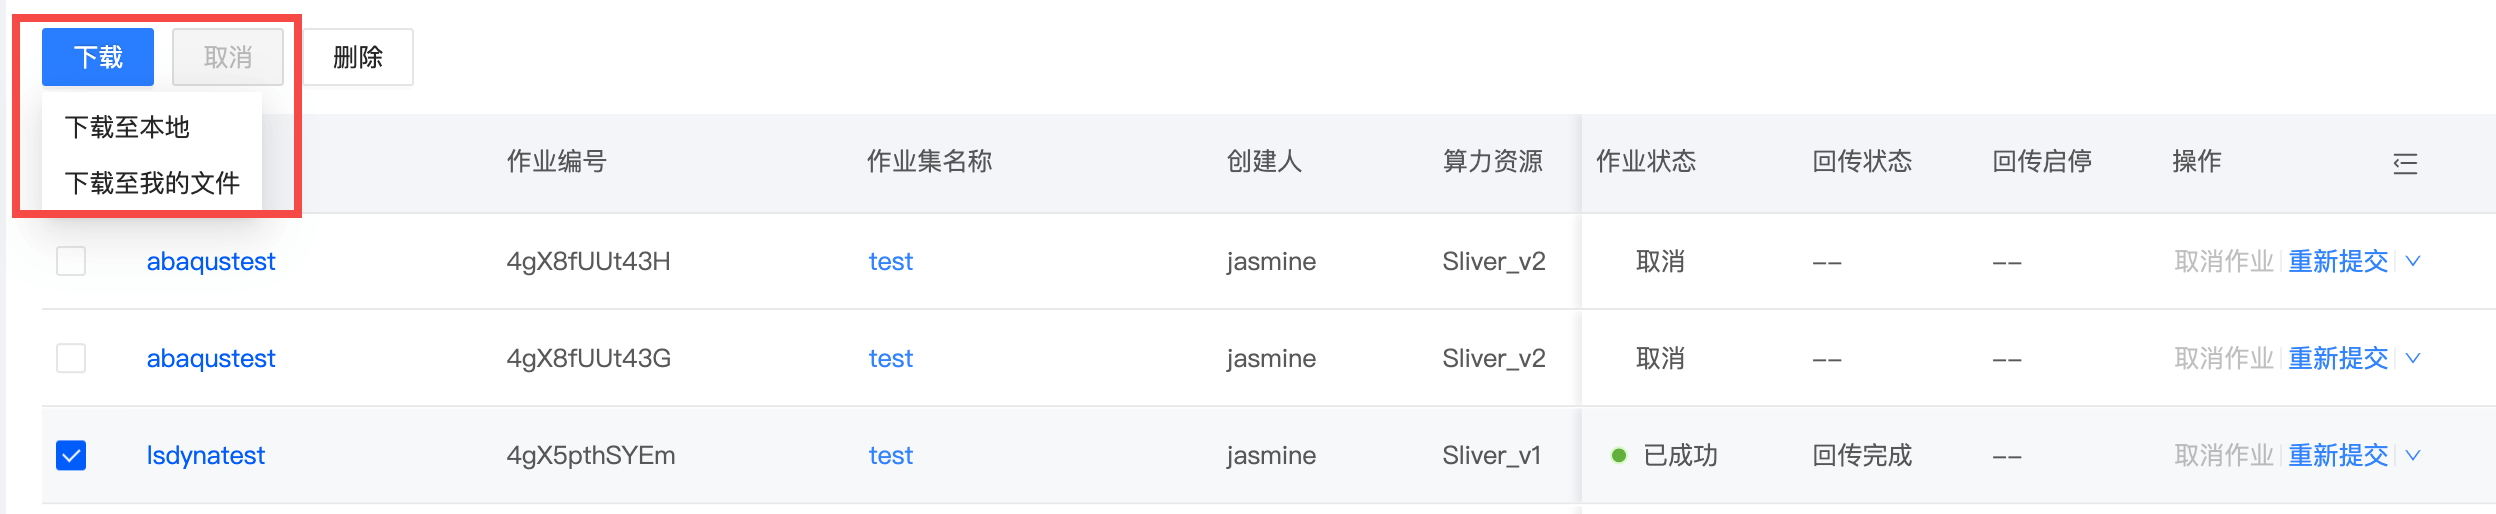 下载 取消 删除
下载至本地
下载至我的文件
作业编号 作业集名称 创建人 算力资源 作业状态 回传状态 回传启停 操作
abaqustest 4gX8fUUt43H test jasmine Sliver_v2 取消 -- -- 取消作业 重新提交
abaqustest 4gX8fUUt43G test jasmine Sliver_v2 取消 -- -- 取消作业 重新提交
lsdynatest 4gX5pthSYEm test jasmine Sliver_v1 已成功 回传完成 -- 取消作业 重新提交